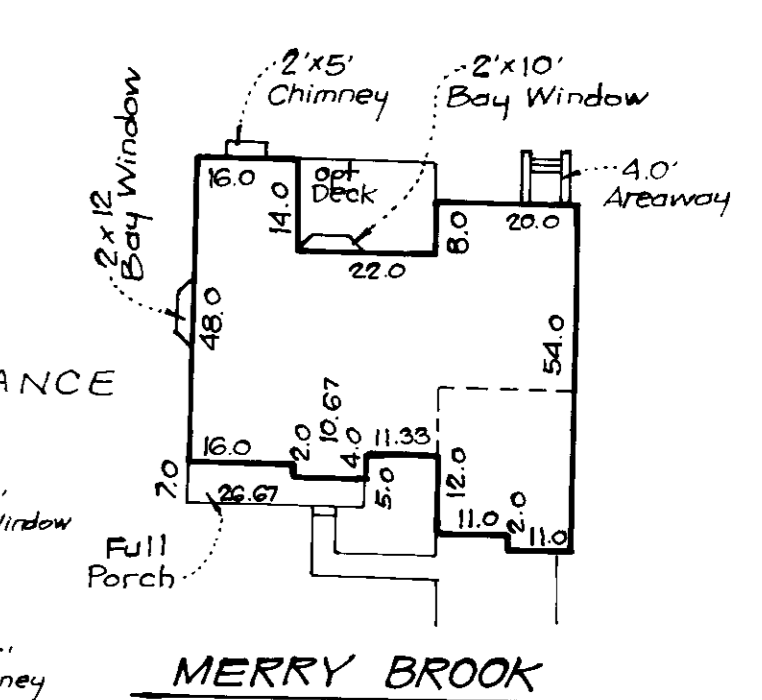 2'x5'
Chimney
2'x10'
Bay Window
2x12
Bay Window
16.0
14.0
opt
Deck
22.0
8.0
20.0
4.0'
Areaway
48.0
54.0
ANCE
16.0
2.0
10.67
4.0
11.33
7.0
26.67
5.0
12.0
11.0
2.0
11.0
Window
Full
Porch
ney
MERRY BROOK